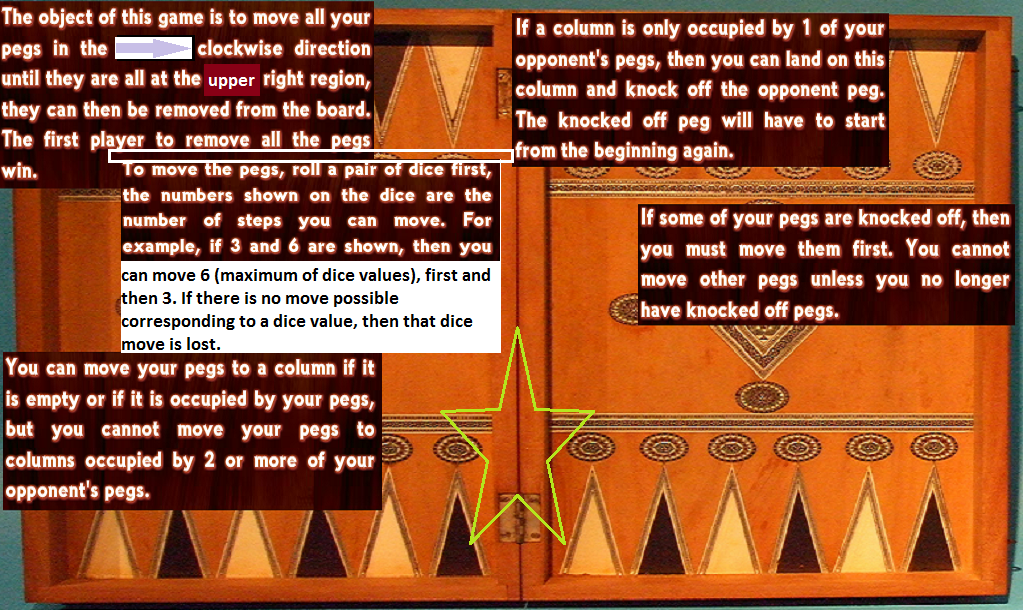 The object of this game is to move all your
pegs in the clockwise direction
until they are all at the upper right region,
they can then be removed from the board.
The first player to remove all the pegs
win.
To move the pegs, roll a pair of dice first,
the numbers shown on the dice are the
number of steps you can move. For
example, if 3 and 6 are shown, then you
can move 6 (maximum of dice values), first and
then 3. If there is no move possible
corresponding to a dice value, then that dice
move is lost.
You can move your pegs to a column if it
is empty or if it is occupied by your pegs,
but you cannot move your pegs to
columns occupied by 2 or more of your
opponent's pegs.
If a column is only occupied by 1 of your
opponent's pegs, then you can land on this
column and knock off the opponent peg.
The knocked off peg will have to start
from the beginning again.
If some of your pegs are knocked off, then
you must move them first. You cannot
move other pegs unless you no longer
have knocked off pegs.